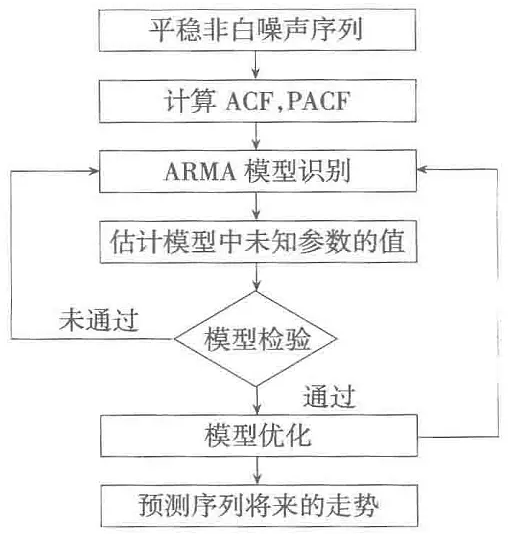 平稳非白噪声序列
计算 ACF,PACF
ARMA 模型识别
估计模型中未知参数的值
未通过
模型检验
通过
模型优化
预测序列将来的走势